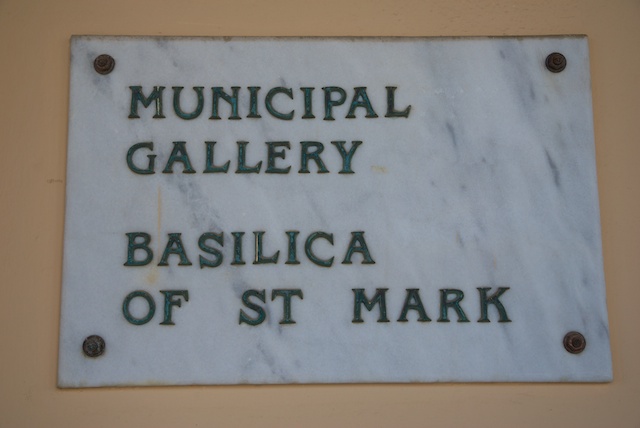 MUNICIPAL
GALLERY
BASILICA
OF ST MARK